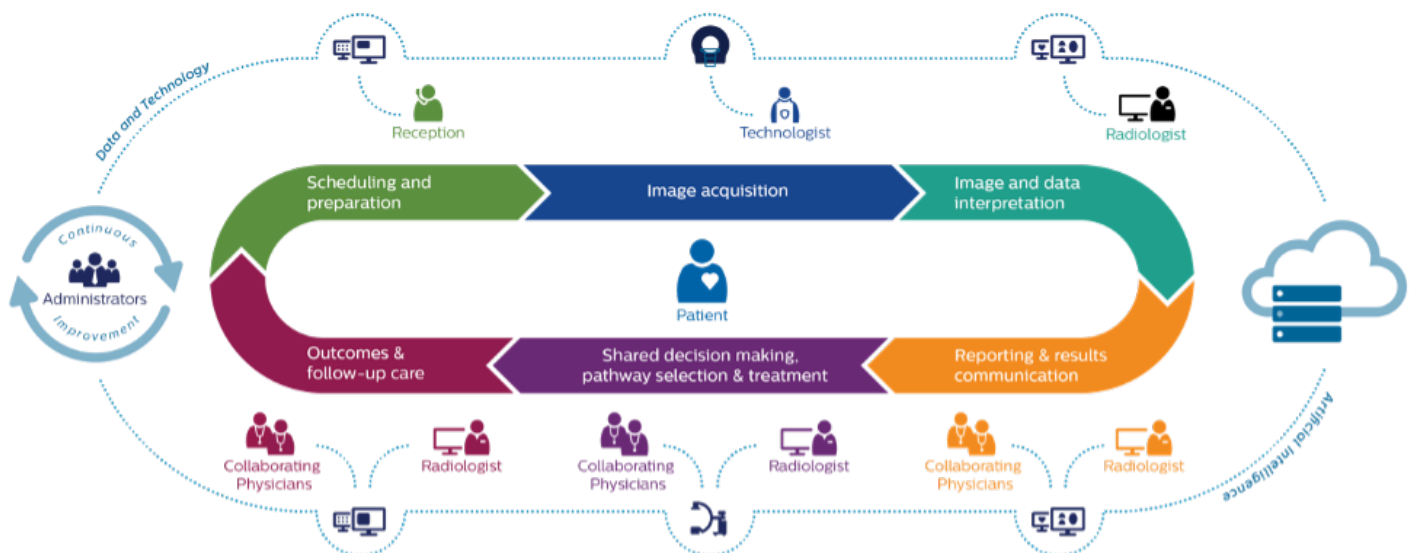 Data and Technology
Reception
Technologist
Radiologist
Scheduling and
preparation
Image acquisition
Image and data
interpretation
Continuous
Administrators
Improvement
Patient
Outcomes &
follow-up care
Shared decision making,
pathway selection & treatment
Reporting & results
communication
Collaborating
Physicians
Radiologist
Collaborating
Physicians
Radiologist
Collaborating
Physicians
Radiologist
Artificial Intelligence